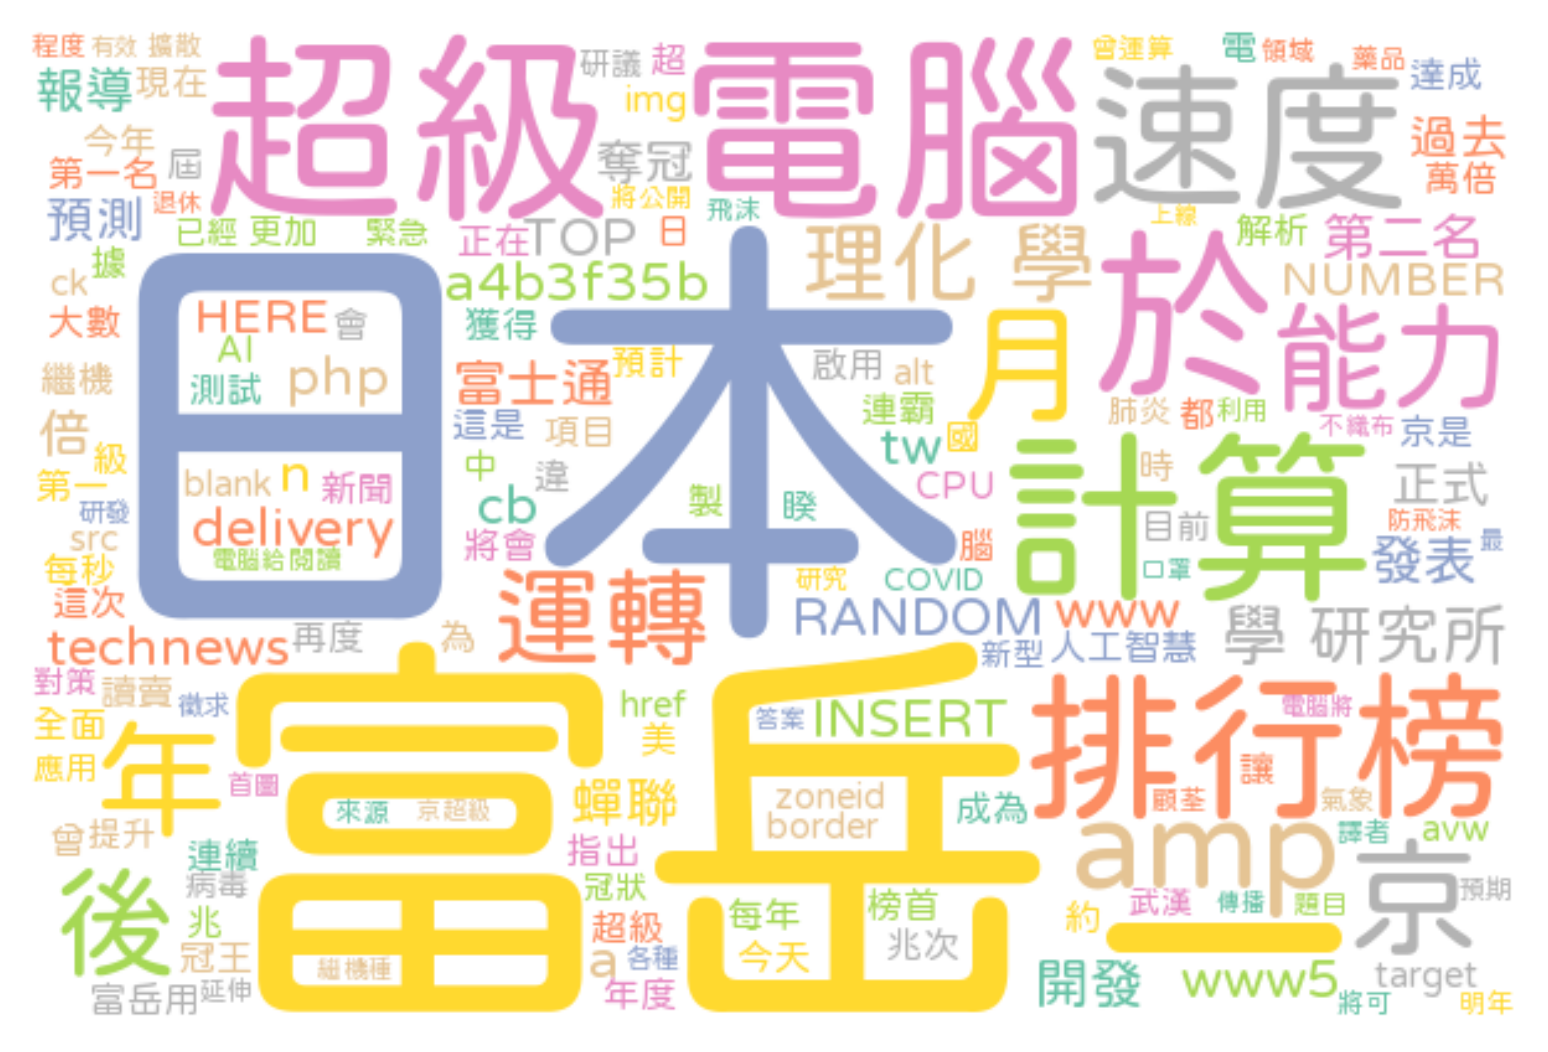 程度 有效 擴散 超級電腦 研議 超 曾運算 電 領域 藥品
報導 現在 img 速度 達成
今年 奪冠 過去
第一名 屆 萬倍
預測 退休 將公開 飛沫 上線
已經 更加 緊急 正在 TOP 日 理化 學 解析 第二名
據 日本 於
ck a4b3f35b NUMBER
大數 HERE 會 獲得 月 能力
AI 預計
繼機 測試 php 富士通 啟用 alt
倍 這是 項目 連霸 肺炎 都 利用 不織布 京是
級 中 tw 國 計算
第一 blank n 新聞 違 CPU 時 正式
研發 cb 製 睽
src delivery 將會 腦 目前 防飛沫 最
每秒 電腦給 閱讀 研究 COVID 口罩 發表
這次 運轉 RANDOM www
technews 再度 為 新型 人工智慧 學 研究所
對策 讀賣 富岳 排行榜
全面 年 徵求 href 答案 INSERT 電腦將
應用 美
首圖 讓
來源 京超級 蟬聯 zoneid 成為 顧荃 氣象
曾 提升 border amp 譯者 avw
連續 指出 京
後 病毒 冠狀 每年 榜首 武漢 傳播 題目 預期
兆 超級 約 一
冠王 繼機種 a 各種 今天 兆次
富岳用 延伸 年度 開發 www5 target
將可 明年